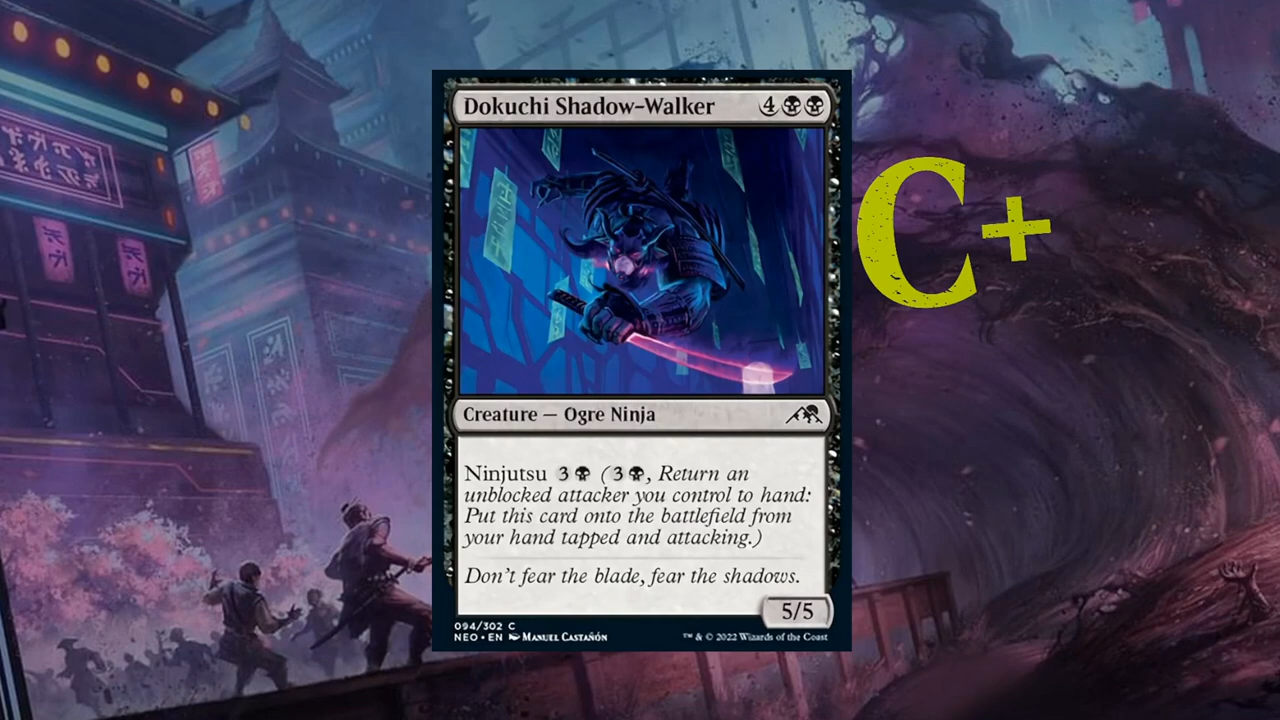 Dokuchi Shadow-Walker 4
C+
Creature — Ogre Ninja
Ninjutsu 3 (3, Return an
unblocked attacker you control to hand:
Put this card onto the battlefield from
your hand tapped and attacking.)
Don't fear the blade, fear the shadows.
5/5
094/302 C
NEO • EN Manuel Castañón
™ & © 2022 Wizards of the Coast